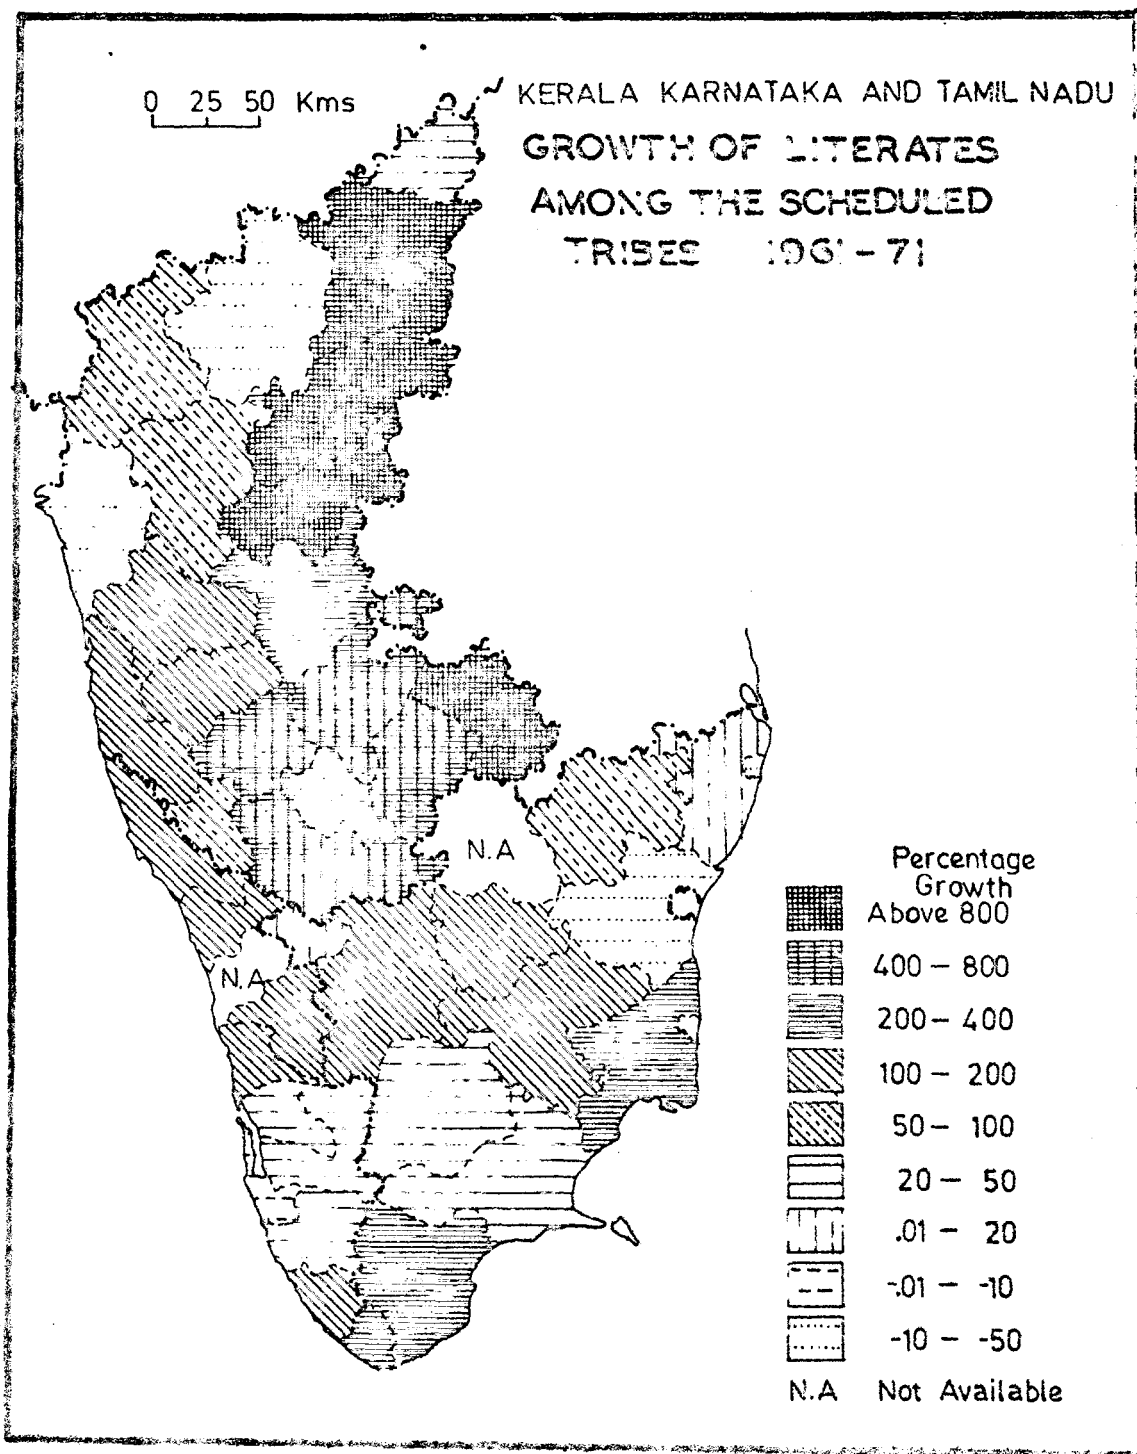 0 25 50 Kms
KERALA KARNATAKA AND TAMIL NADU
GROWTH OF LITERATES
AMONG THE SCHEDULED
TRIBES 1961-71
N.A
N.A
Percentage
Growth
Above 800
400 - 800
200 - 400
100 - 200
50 - 100
20 - 50
.01 - 20
-.01 - -10
-10 - -50
N.A Not Available